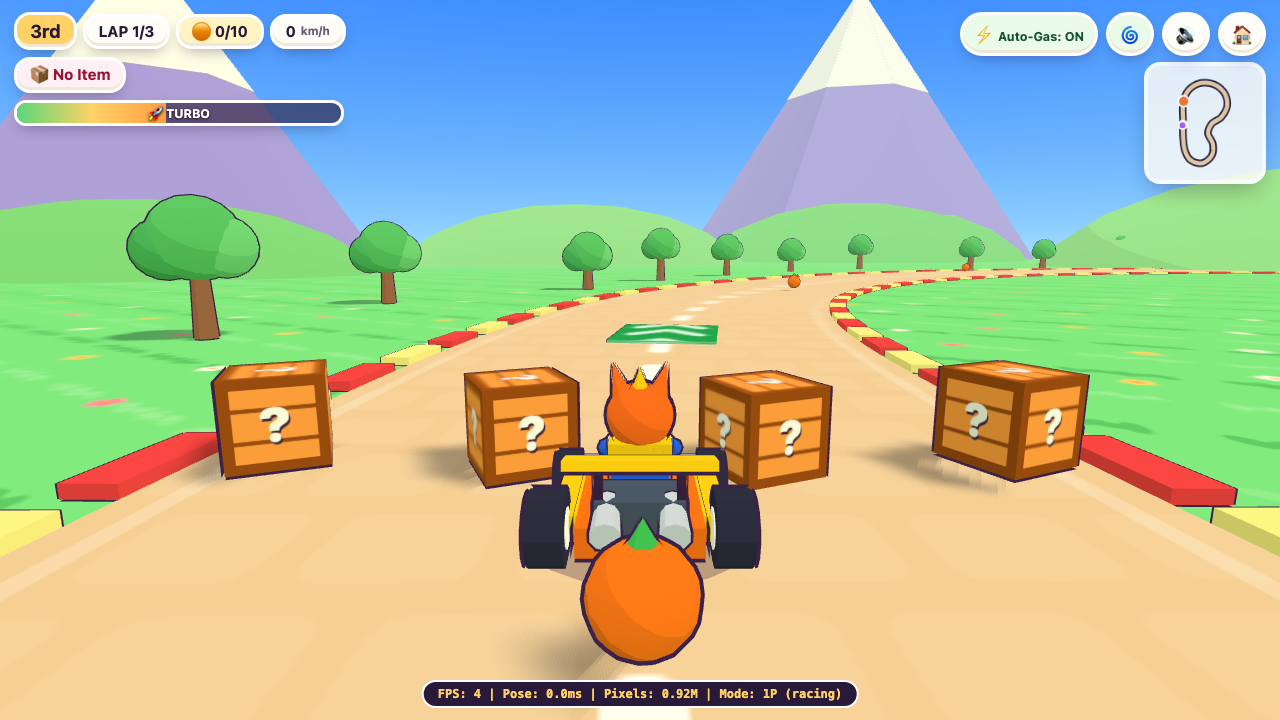 3rd
LAP 1/3
0/10
0 km/h
Auto-Gas: ON
No Item
TURBO
?
?
?
?
?
?
FPS: 4 | Pose: 0.0ms | Pixels: 0.92M | Mode: 1P (racing)